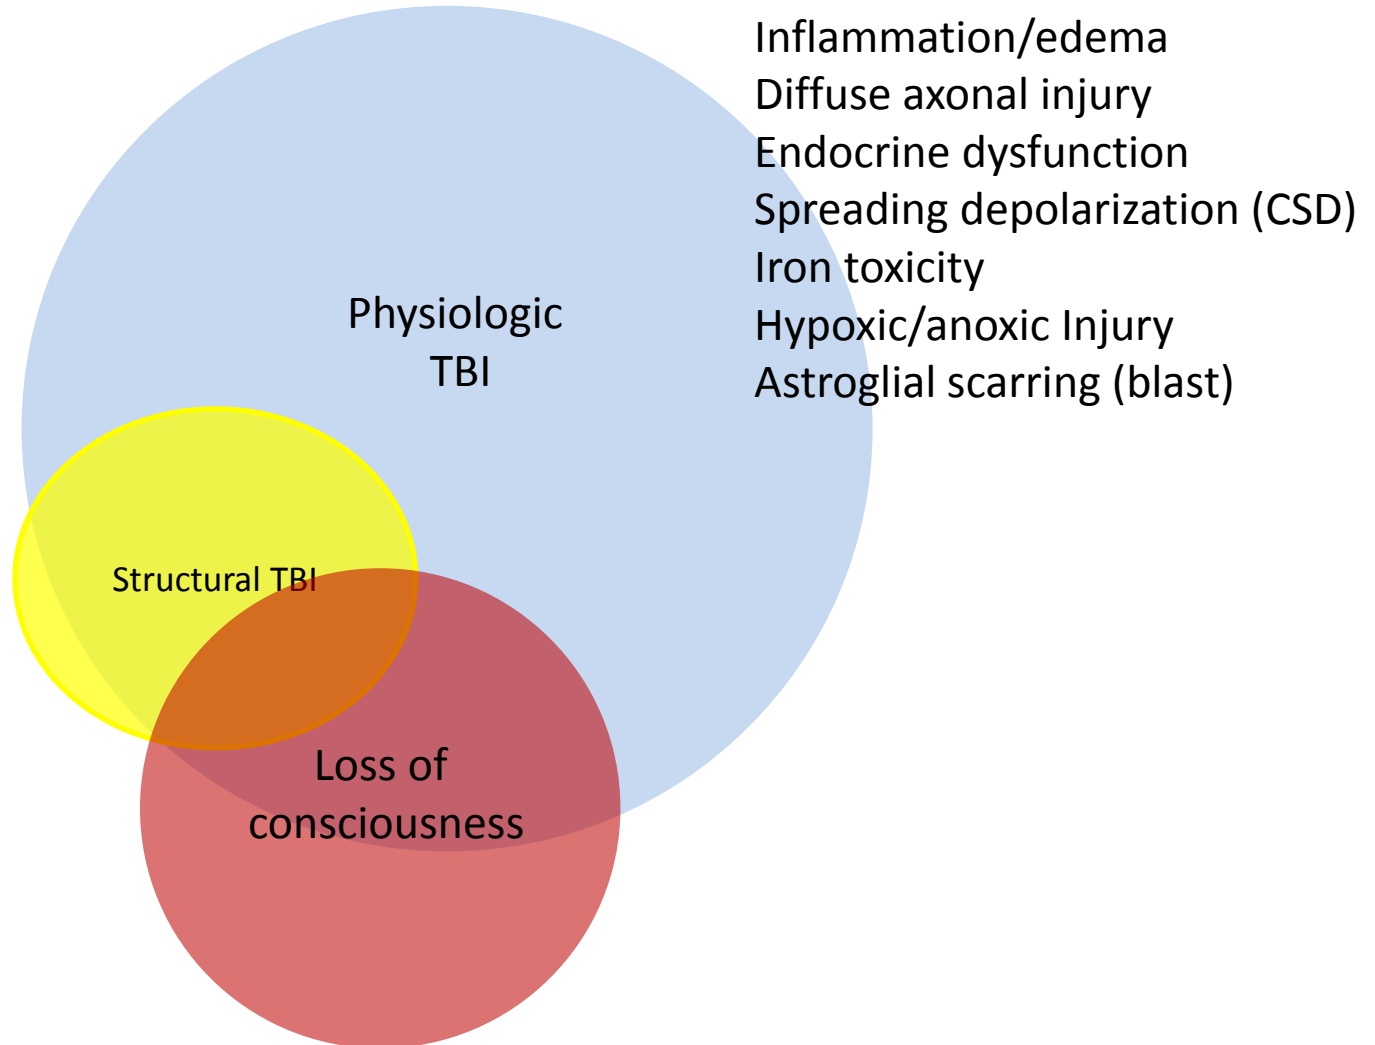 Inflammation/edema
Diffuse axonal injury
Endocrine dysfunction
Spreading depolarization (CSD)
Iron toxicity
Hypoxic/anoxic Injury
Astroglial scarring (blast)
Physiologic
TBI
Structural TBI
Loss of
consciousness